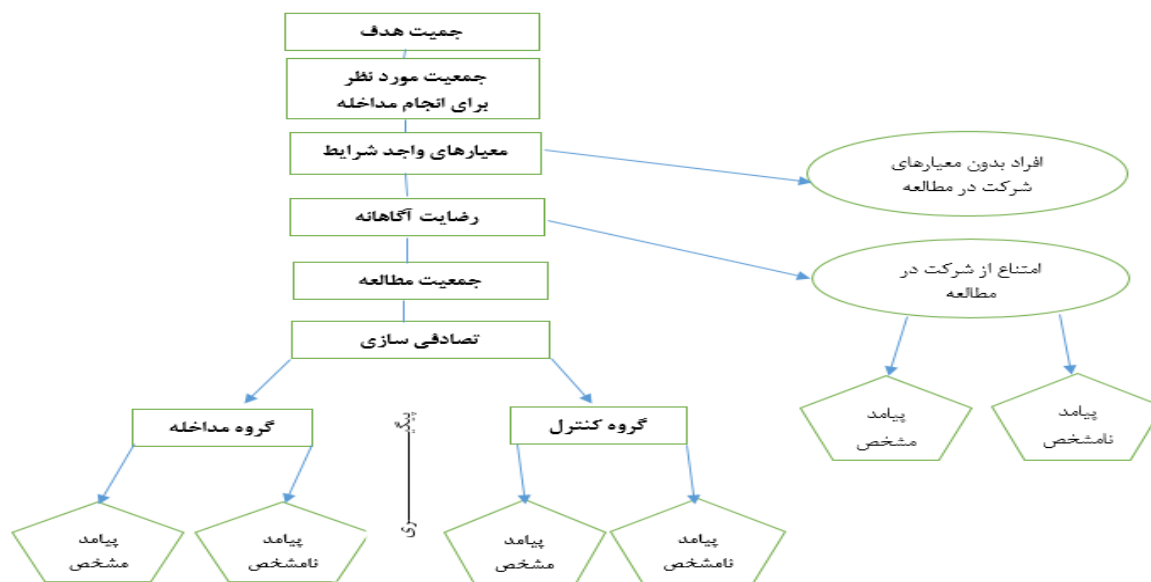 جمیت هدف
جمعیت مورد نظر
برای انجام مداخله
معیارهای واجد شرایط
افراد بدون معیارهای
شرکت در مطالعه
رضایت آگاهانه
امتناع از شرکت در
مطالعه
جمعیت مطالعه
تصادفی سازی
پیامد
نامشخص
پیامد
مشخص
گروه کنترل
پیگیـــــــری
گروه مداخله
پیامد
نامشخص
پیامد
مشخص
پیامد
نامشخص
پیامد
مشخص